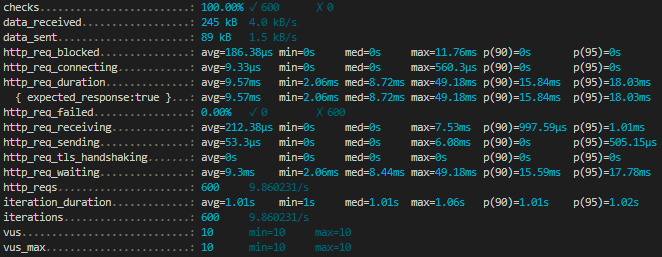 checks.........................: 100.00% ✓ 600 ✗ 0
data_received..................: 245 kB 4.0 kB/s
data_sent......................: 89 kB 1.5 kB/s
http_req_blocked...............: avg=186.38µs min=0s med=0s max=11.76ms p(90)=0s p(95)=0s
http_req_connecting............: avg=9.33µs min=0s med=0s max=560.3µs p(90)=0s p(95)=0s
http_req_duration..............: avg=9.57ms min=2.06ms med=8.72ms max=49.18ms p(90)=15.84ms p(95)=18.03ms
{ expected_response:true }...: avg=9.57ms min=2.06ms med=8.72ms max=49.18ms p(90)=15.84ms p(95)=18.03ms
http_req_failed................: 0.00% ✓ 0 ✗ 600
http_req_receiving.............: avg=212.38µs min=0s med=0s max=7.53ms p(90)=997.59µs p(95)=1.01ms
http_req_sending...............: avg=53.3µs min=0s med=0s max=6.08ms p(90)=0s p(95)=505.15µs
http_req_tls_handshaking.......: avg=0s min=0s med=0s max=0s p(90)=0s p(95)=0s
http_req_waiting...............: avg=9.3ms min=2.06ms med=8.44ms max=49.18ms p(90)=15.59ms p(95)=17.78ms
http_reqs......................: 600 9.860231/s
iteration_duration.............: avg=1.01s min=1s med=1.01s max=1.06s p(90)=1.01s p(95)=1.02s
iterations.....................: 600 9.860231/s
vus............................: 10 min=10 max=10
vus_max........................: 10 min=10 max=10